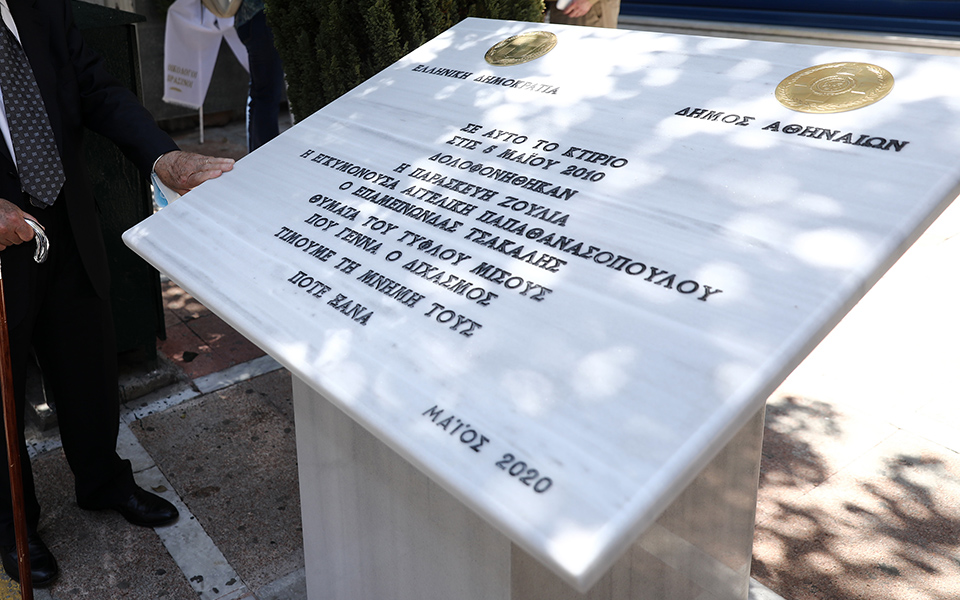 ΕΛΛΗΝΙΚΗ ΔΗΜΟΚΡΑΤΙΑ
ΔΗΜΟΣ ΑΘΗΝΑΙΩΝ
ΣΕ ΑΥΤΟ ΤΟ ΚΤΙΡΙΟ
ΣΤΙΣ 5 ΜΑΪΟΥ 2010
ΔΟΛΟΦΟΝΗΘΗΚΑΝ
Η ΠΑΡΑΣΚΕΥΗ ΖΟΥΛΙΑ
Η ΕΓΚΥΜΟΝΟΥΣΑ ΑΓΓΕΛΙΚΗ ΠΑΠΑΘΑΝΑΣΟΠΟΥΛΟΥ
Ο ΕΠΑΜΕΙΝΩΝΔΑΣ ΤΣΑΚΑΛΗΣ
ΘΥΜΑΤΑ ΤΟΥ ΤΥΦΛΟΥ ΜΙΣΟΥΣ
ΠΟΥ ΓΕΝΝΑ Ο ΔΙΧΑΣΜΟΣ
ΤΙΜΟΥΜΕ ΤΗ ΜΝΗΜΗ ΤΟΥΣ
ΠΟΤΕ ΞΑΝΑ
ΜΑΪΟΣ 2020